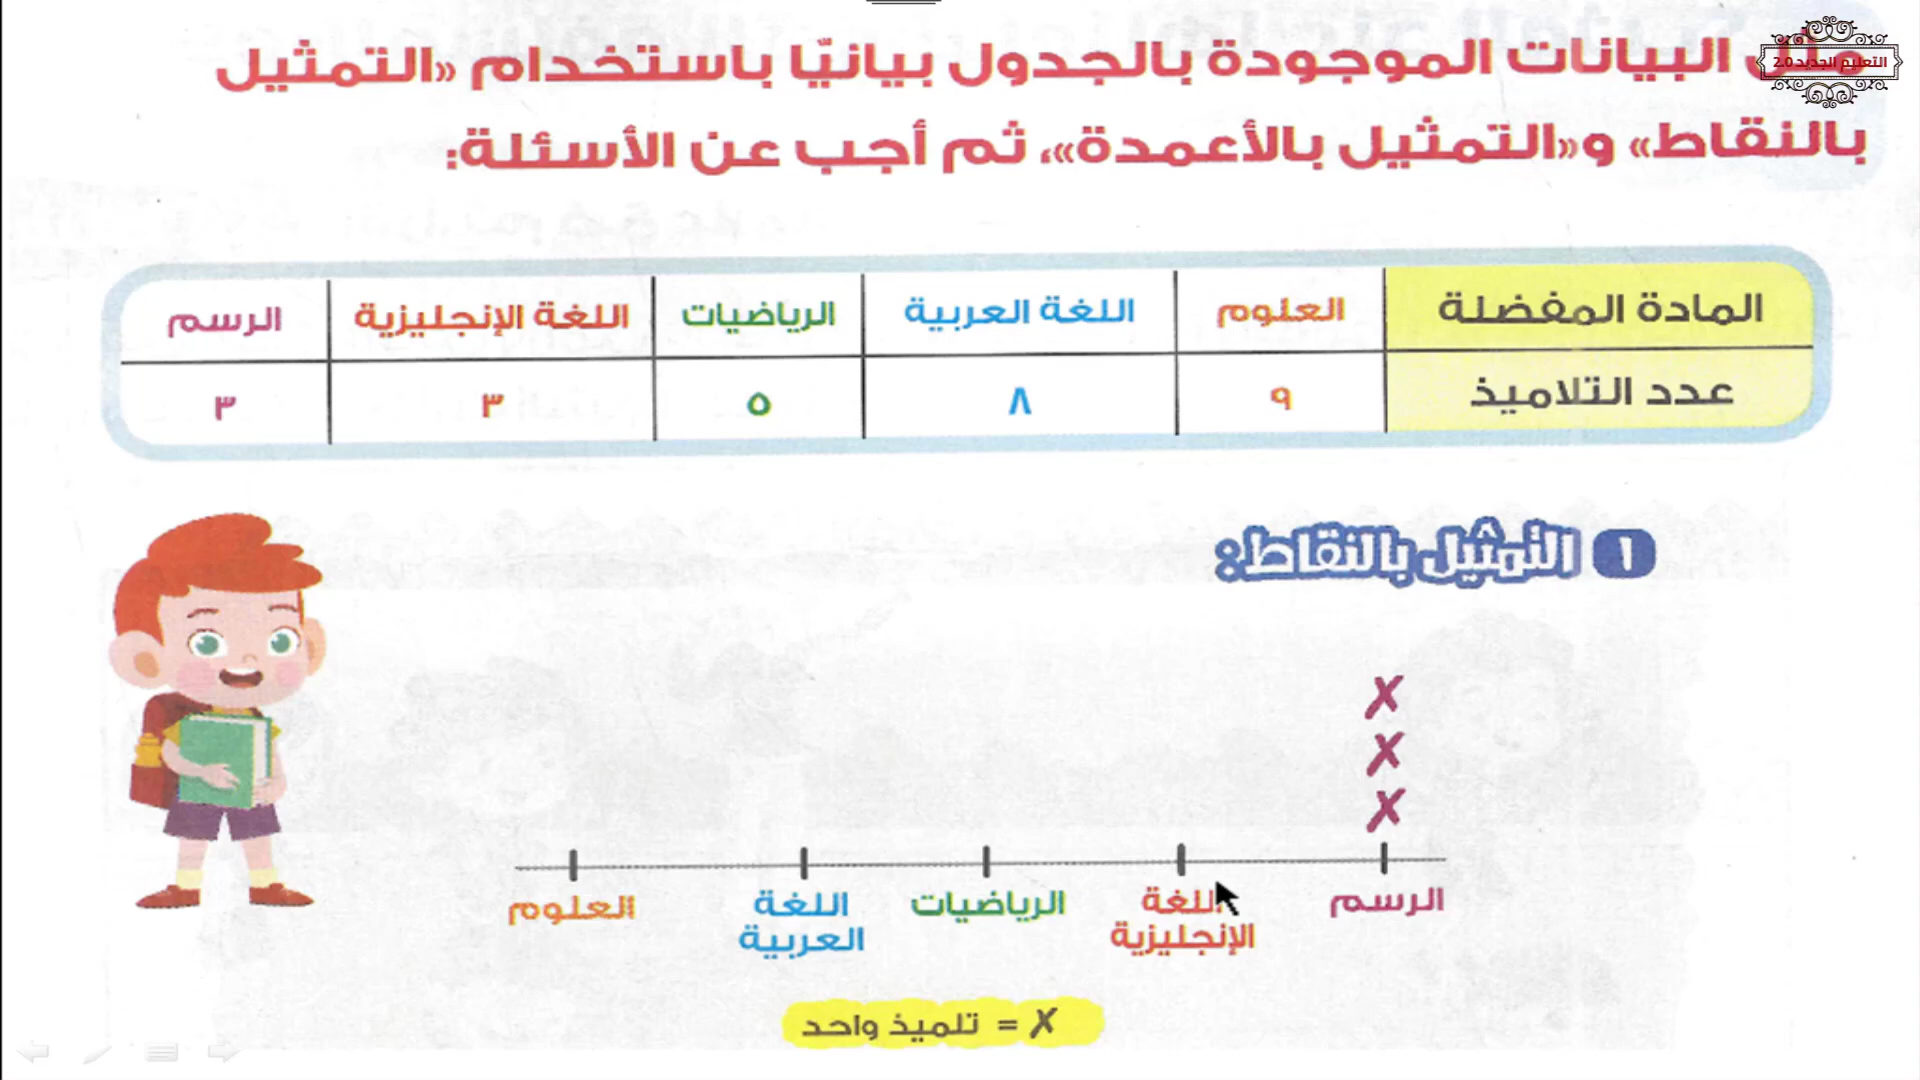 مثل البيانات الموجودة بالجدول بيانيًا باستخدام «التمثيل
بالنقاط» و«التمثيل بالأعمدة»، ثم أجب عن الأسئلة:
التعليم الجديد 2.0
المادة المفضلة العلوم اللغة العربية الرياضيات اللغة الإنجليزية الرسم
عدد التلاميذ ٩ ٨ ٥ ٣ ٣
١ التمثيل بالنقاط:
X
X
X
الرسم اللغة الرياضيات اللغة العلوم
الإنجليزية العربية
X = تلميذ واحد